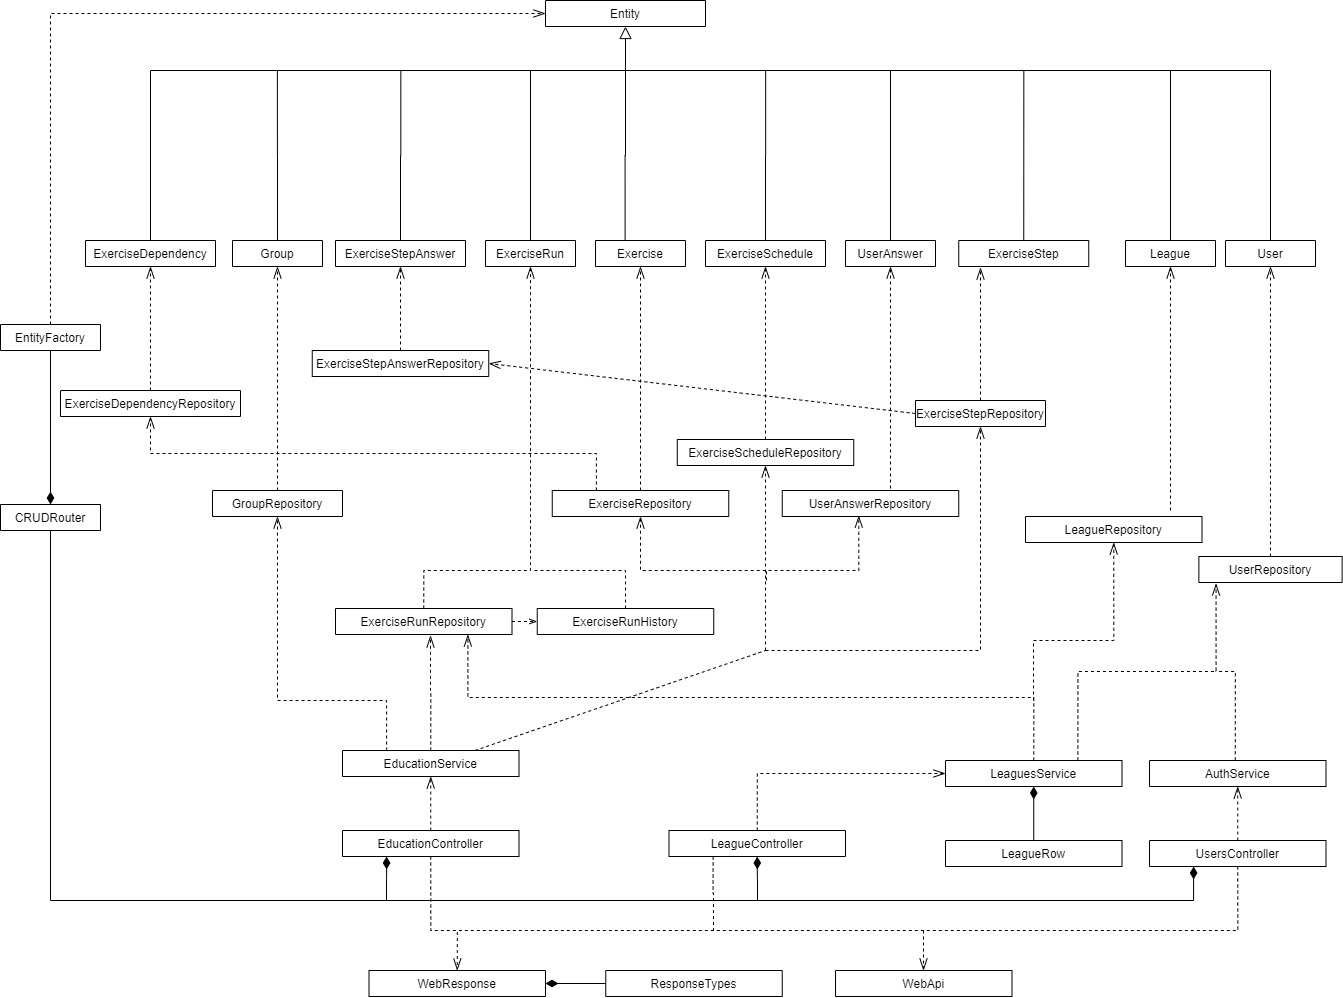 Entity
ExerciseDependency
Group
ExerciseStepAnswer
ExerciseRun
Exercise
ExerciseSchedule
UserAnswer
ExerciseStep
League
User
EntityFactory
ExerciseStepAnswerRepository
ExerciseDependencyRepository
ExerciseStepRepository
ExerciseScheduleRepository
GroupRepository
ExerciseRepository
UserAnswerRepository
CRUDRouter
LeagueRepository
UserRepository
ExerciseRunRepository
ExerciseRunHistory
EducationService
LeaguesService
AuthService
EducationController
LeagueController
LeagueRow
UsersController
WebResponse
ResponseTypes
WebApi